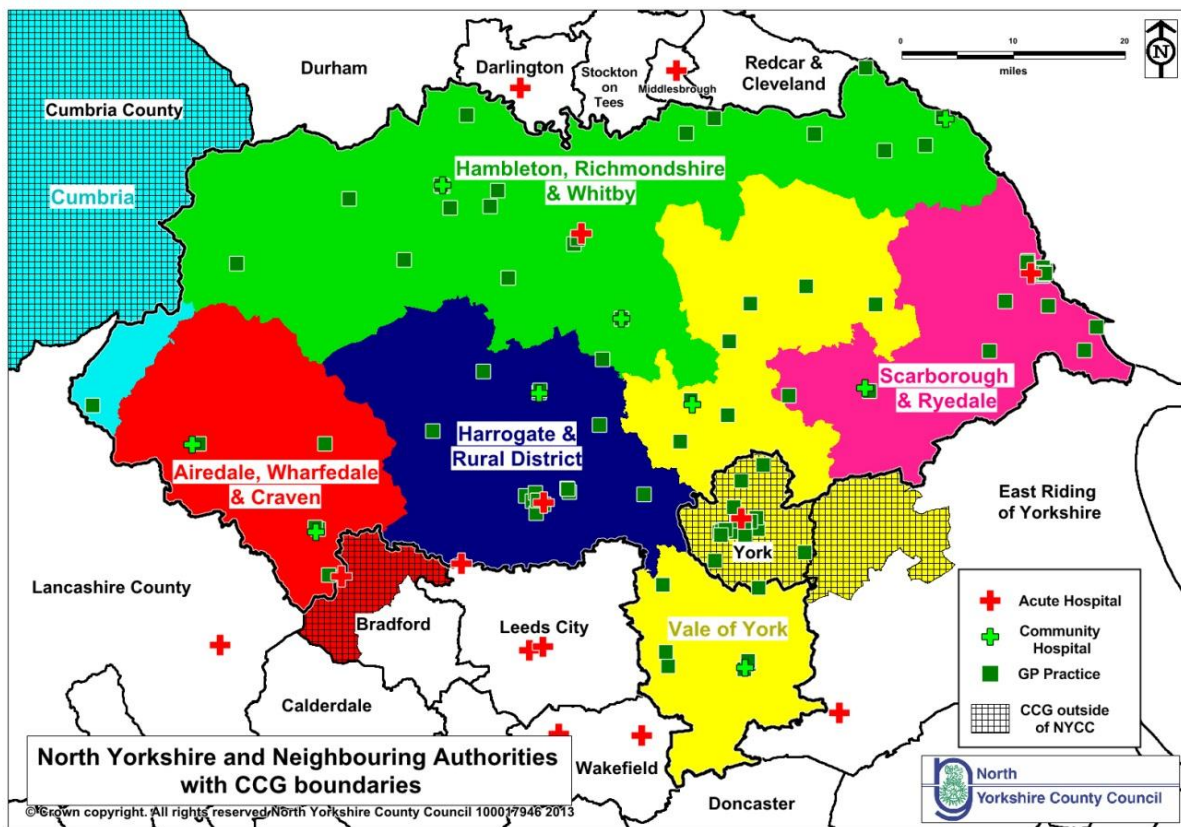 Durham
Darlington
Stockton
on
Tees
Middlesbrough
Redcar &
Cleveland
0
10
20
miles
N
Cumbria County
Cumbria
Hambleton, Richmondshire
& Whitby
Scarborough
& Ryedale
Harrogate &
Rural District
Airedale, Wharfedale
& Craven
East Riding
of Yorkshire
York
Lancashire County
Bradford
Leeds City
Vale of York
Calderdale
Wakefield
Doncaster
Acute Hospital
Community
Hospital
GP Practice
CCG outside
of NYCC
North Yorkshire and Neighbouring Authorities
with CCG boundaries
© Crown copyright. All rights reserved North Yorkshire County Council 100017946 2013
North
Yorkshire County Council